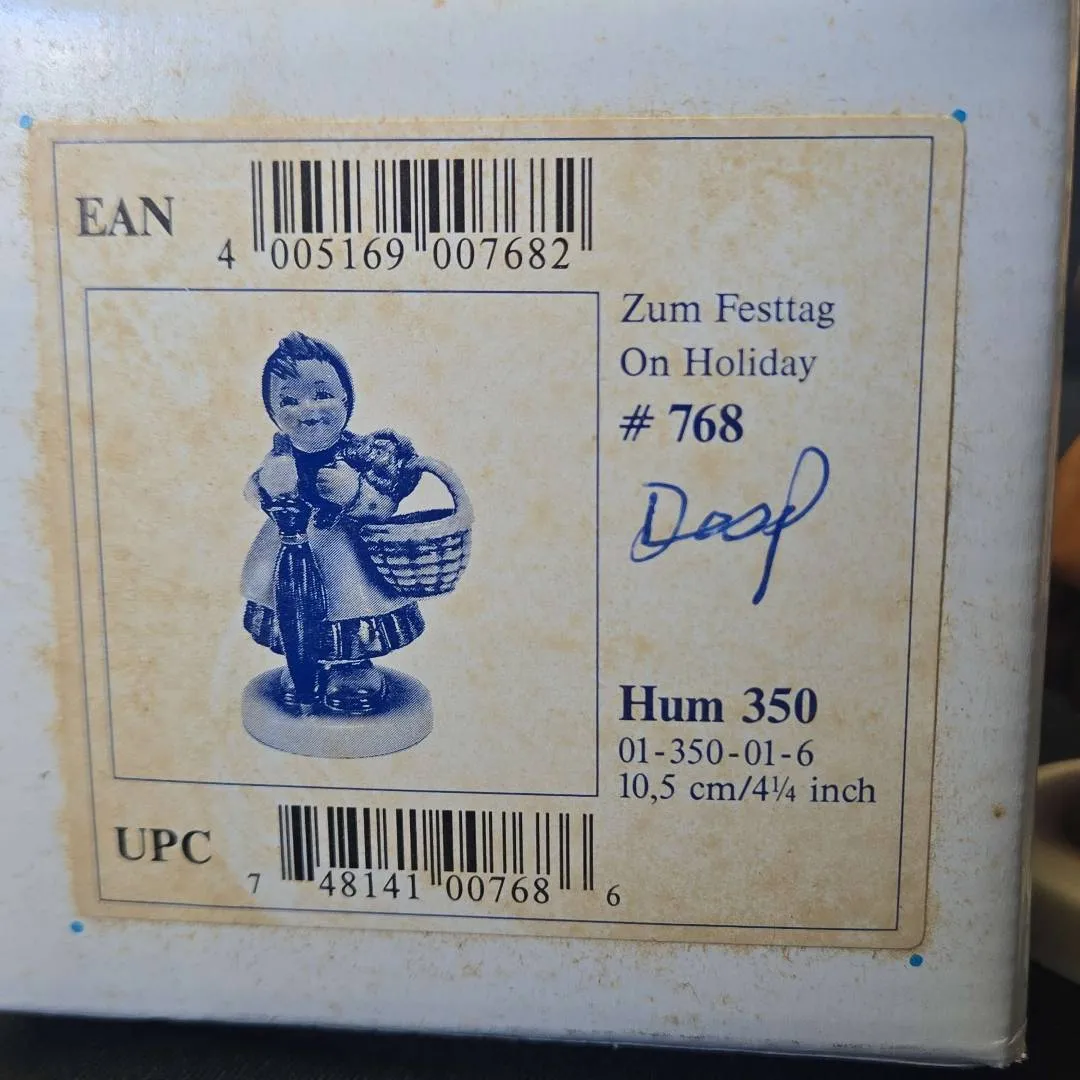 EAN
4 005169 007682
Zum Festtag
On Holiday
# 768
Hum 350
01-350-01-6
10,5 cm/4¼ inch
UPC
7 48141 00768 6